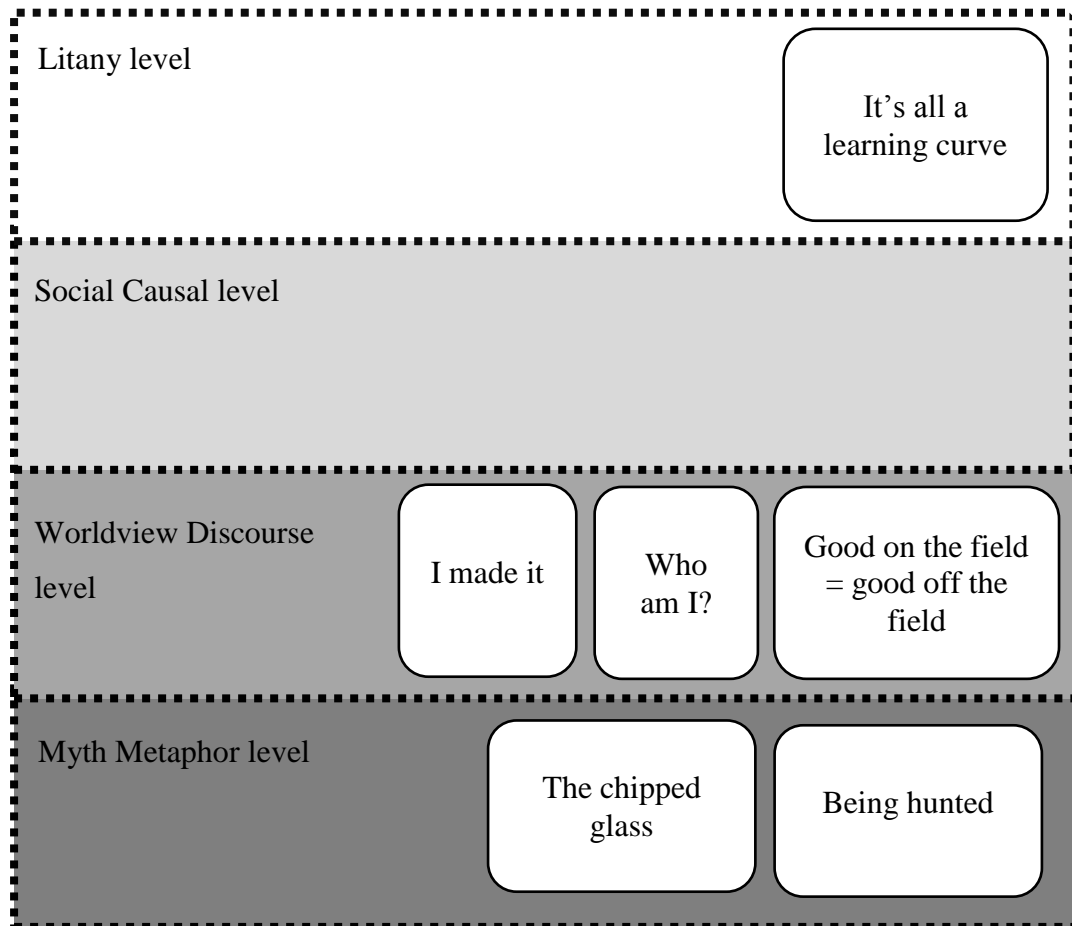 Litany level
It’s all a
learning curve
Social Causal level
Worldview Discourse
level
I made it
Who
am I?
Good on the field
= good off the
field
Myth Metaphor level
The chipped
glass
Being hunted